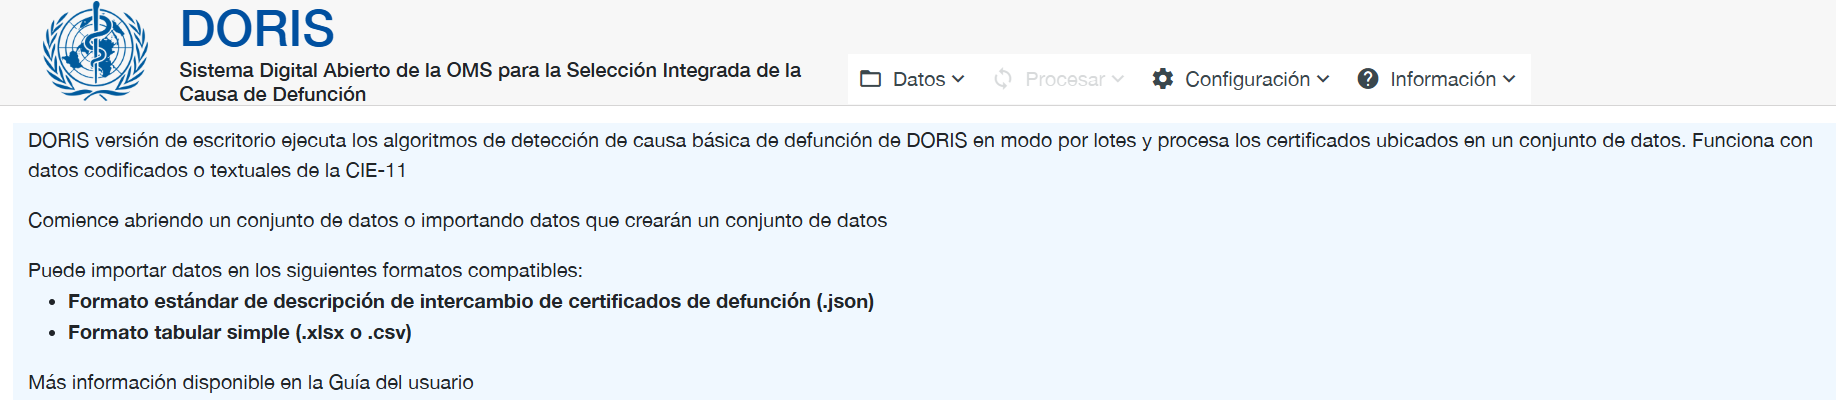 DORIS
Sistema Digital Abierto de la OMS para la Selección Integrada de la
Causa de Defunción
Datos
Procesar
Configuración
Información
DORIS versión de escritorio ejecuta los algoritmos de detección de causa básica de defunción de DORIS en modo por lotes y procesa los certificados ubicados en un conjunto de datos. Funciona con
datos codificados o textuales de la CIE-11
Comience abriendo un conjunto de datos o importando datos que crearán un conjunto de datos
Puede importar datos en los siguientes formatos compatibles:
• Formato estándar de descripción de intercambio de certificados de defunción (.json)
• Formato tabular simple (.xlsx o .csv)
Más información disponible en la Guía del usuario